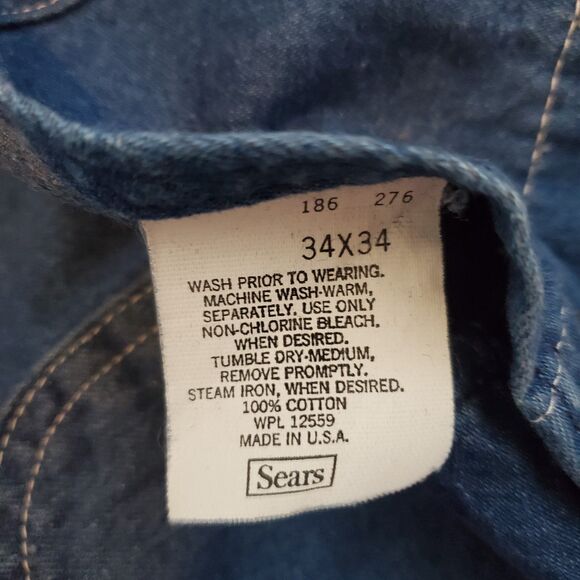 186 276
34X34
WASH PRIOR TO WEARING.
MACHINE WASH-WARM,
SEPARATELY, USE ONLY
NON-CHLORINE BLEACH,
WHEN DESIRED.
TUMBLE DRY-MEDIUM,
REMOVE PROMPTLY.
STEAM IRON, WHEN DESIRED.
100% COTTON
WPL 12559
MADE IN U.S.A.
Sears